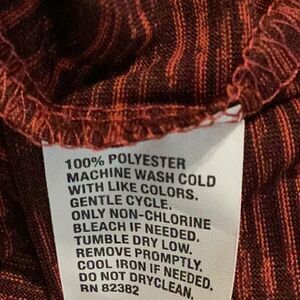 100% POLYESTER
MACHINE WASH COLD
WITH LIKE COLORS.
GENTLE CYCLE.
ONLY NON-CHLORINE
BLEACH IF NEEDED.
TUMBLE DRY LOW.
REMOVE PROMPTLY.
COOL IRON IF NEEDED.
DO NOT DRYCLEAN.
RN 82382